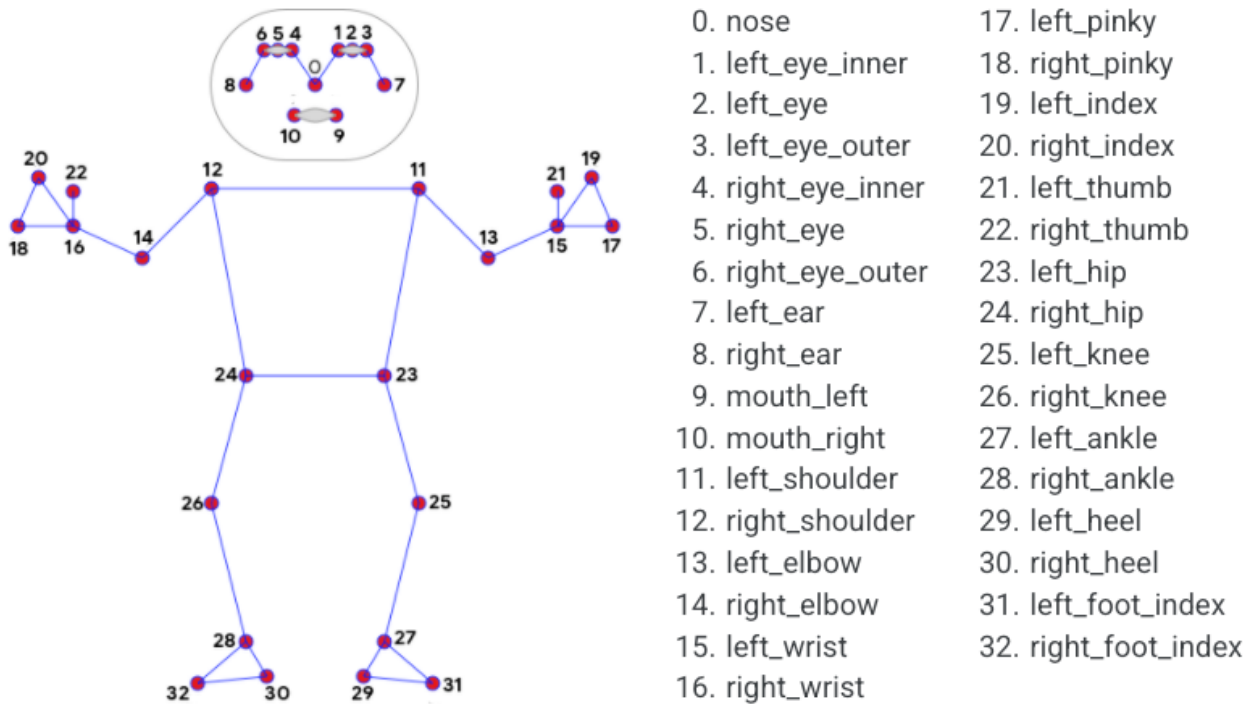 6 5 4 1 2 3
0
8 7
10 9
20 22 12 11 21 19
18 16 14 13 15 17
24 23
26 25
28 27
32 30 29 31
0. nose
1. left_eye_inner
2. left_eye
3. left_eye_outer
4. right_eye_inner
5. right_eye
6. right_eye_outer
7. left_ear
8. right_ear
9. mouth_left
10. mouth_right
11. left_shoulder
12. right_shoulder
13. left_elbow
14. right_elbow
15. left_wrist
16. right_wrist
17. left_pinky
18. right_pinky
19. left_index
20. right_index
21. left_thumb
22. right_thumb
23. left_hip
24. right_hip
25. left_knee
26. right_knee
27. left_ankle
28. right_ankle
29. left_heel
30. right_heel
31. left_foot_index
32. right_foot_index